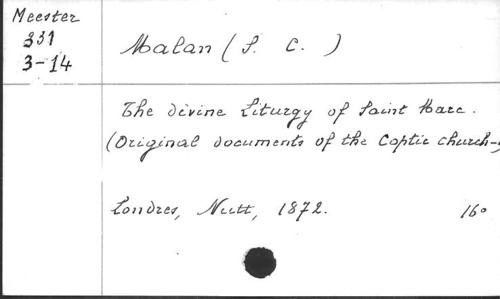 Meester
331
3-14
Malan (S. C. )
The divine Liturgy of Saint Marc.
(Original documents of the Coptic church-
Londres, Nutt, 1872. 16°